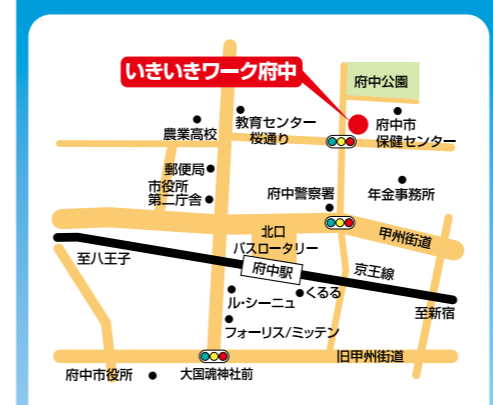 いきいきワーク府中
府中公園
教育センター
農業高校
桜通り
府中市
保健センター
郵便局
市役所
第二庁舎
府中警察署
年金事務所
北口
バスロータリー
甲州街道
至八王子
府中駅
京王線
くるる
ル・シーニュ
至新宿
フォーリス/ミッテン
旧甲州街道
府中市役所
大国魂神社前